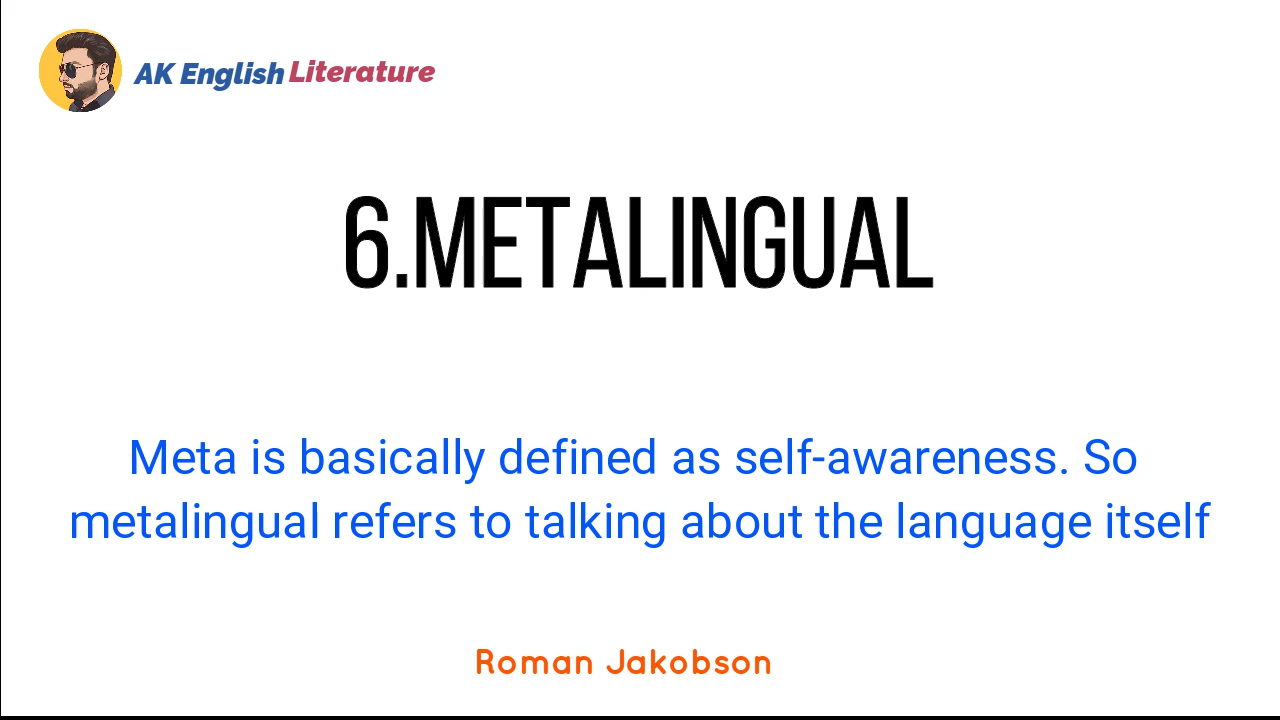 AK English Literature
6.METALINGUAL
Meta is basically defined as self-awareness. So
metalingual refers to talking about the language itself
Roman Jakobson